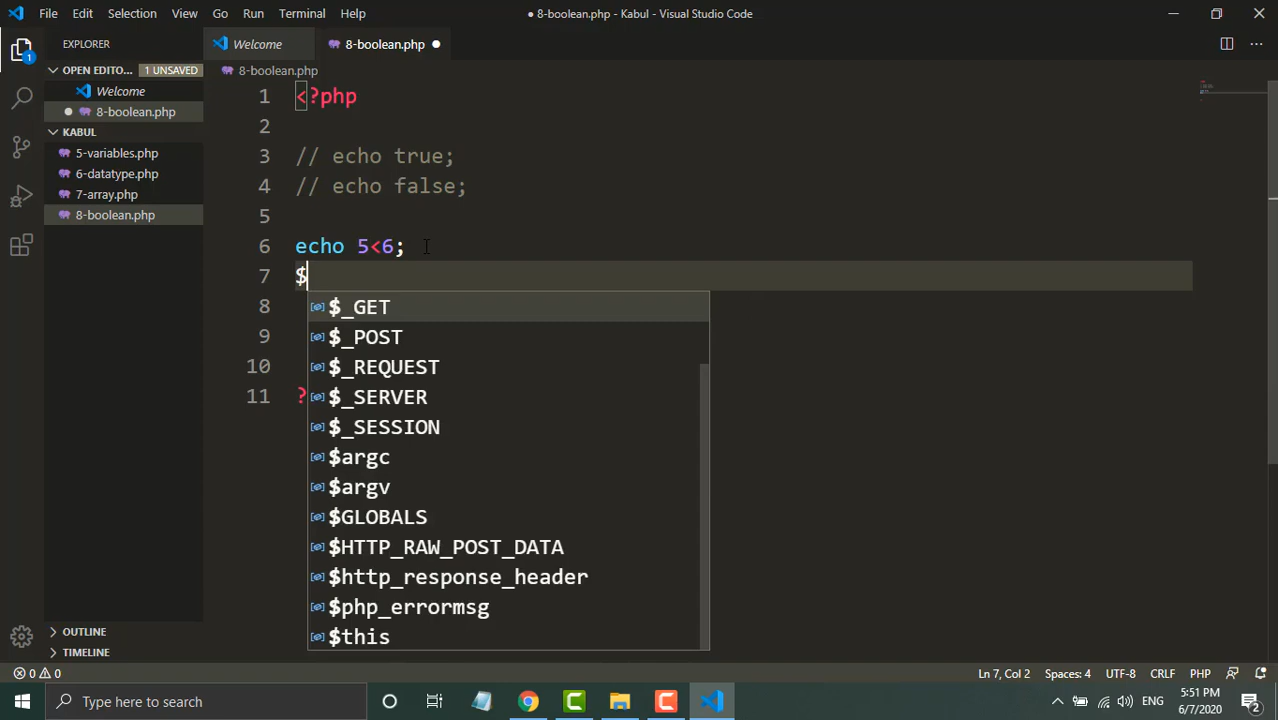 File Edit Selection View Go Run Terminal Help
● 8-boolean.php - Kabul - Visual Studio Code
EXPLORER
Welcome
8-boolean.php
OPEN EDITO... 1 UNSAVED
8-boolean.php
Welcome
8-boolean.php
KABUL
5-variables.php
6-datatype.php
7-array.php
8-boolean.php
1 <?php
2
3 // echo true;
4 // echo false;
5
6 echo 5<6;
7 $
8
9
10
11 ?
$_GET
$_POST
$_REQUEST
$_SERVER
$_SESSION
$argc
$argv
$GLOBALS
$HTTP_RAW_POST_DATA
$http_response_header
$php_errormsg
$this
OUTLINE
TIMELINE
1
0 0
Ln 7, Col 2 Spaces: 4 UTF-8 CRLF PHP
Type here to search
ENG
5:51 PM
6/7/2020
2